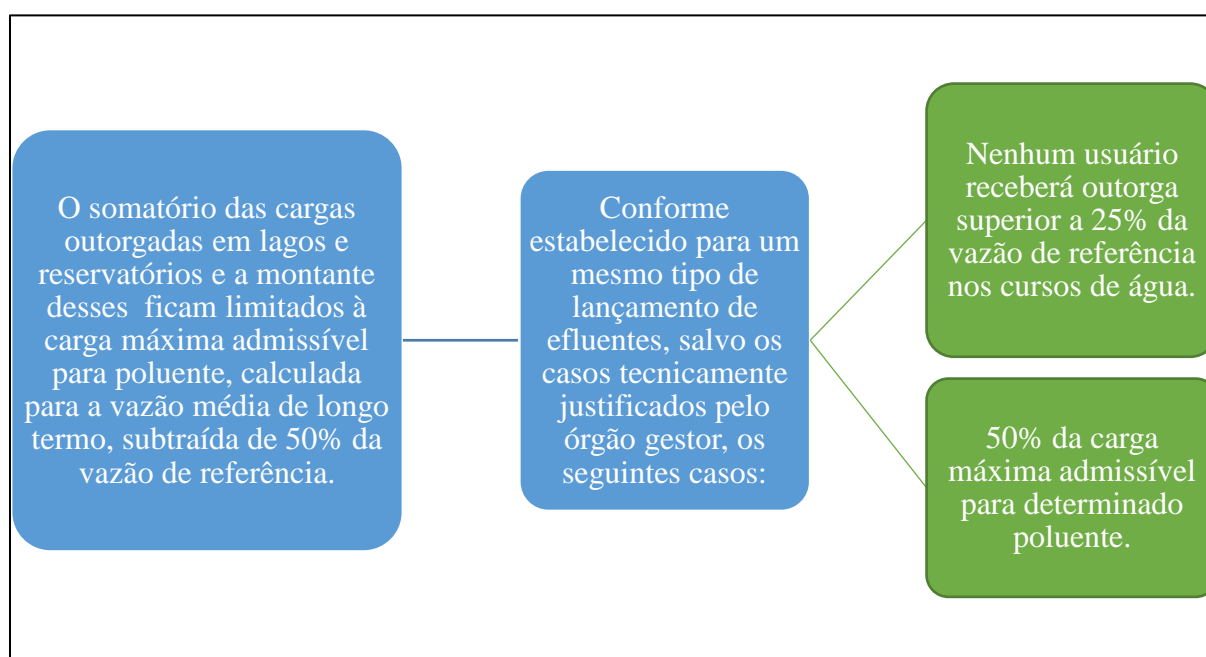 O somatório das cargas
outorgadas em lagos e
reservatórios e a montante
desses ficam limitados à
carga máxima admissível
para poluente, calculada
para a vazão média de longo
termo, subtraída de 50% da
vazão de referência.
Conforme
estabelecido para um
mesmo tipo de
lançamento de
efluentes, salvo os
casos tecnicamente
justificados pelo
órgão gestor, os
seguintes casos:
Nenhum usuário
receberá outorga
superior a 25% da
vazão de referência
nos cursos de água.
50% da carga
máxima admissível
para determinado
poluente.